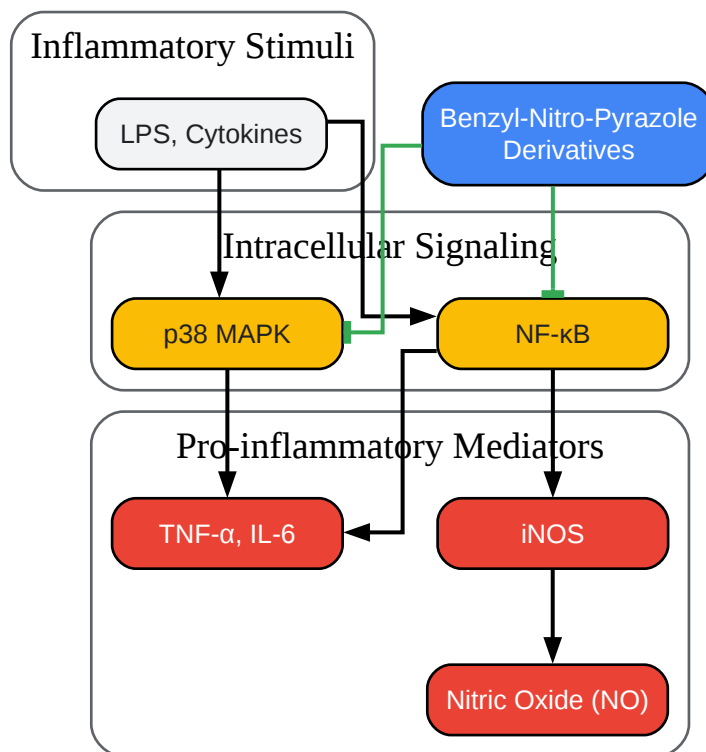 Inflammatory Stimuli
LPS, Cytokines
Benzyl-Nitro-Pyrazole
Derivatives
Intracellular Signaling
p38 MAPK
NF-κB
Pro-inflammatory Mediators
TNF-α, IL-6
iNOS
Nitric Oxide (NO)